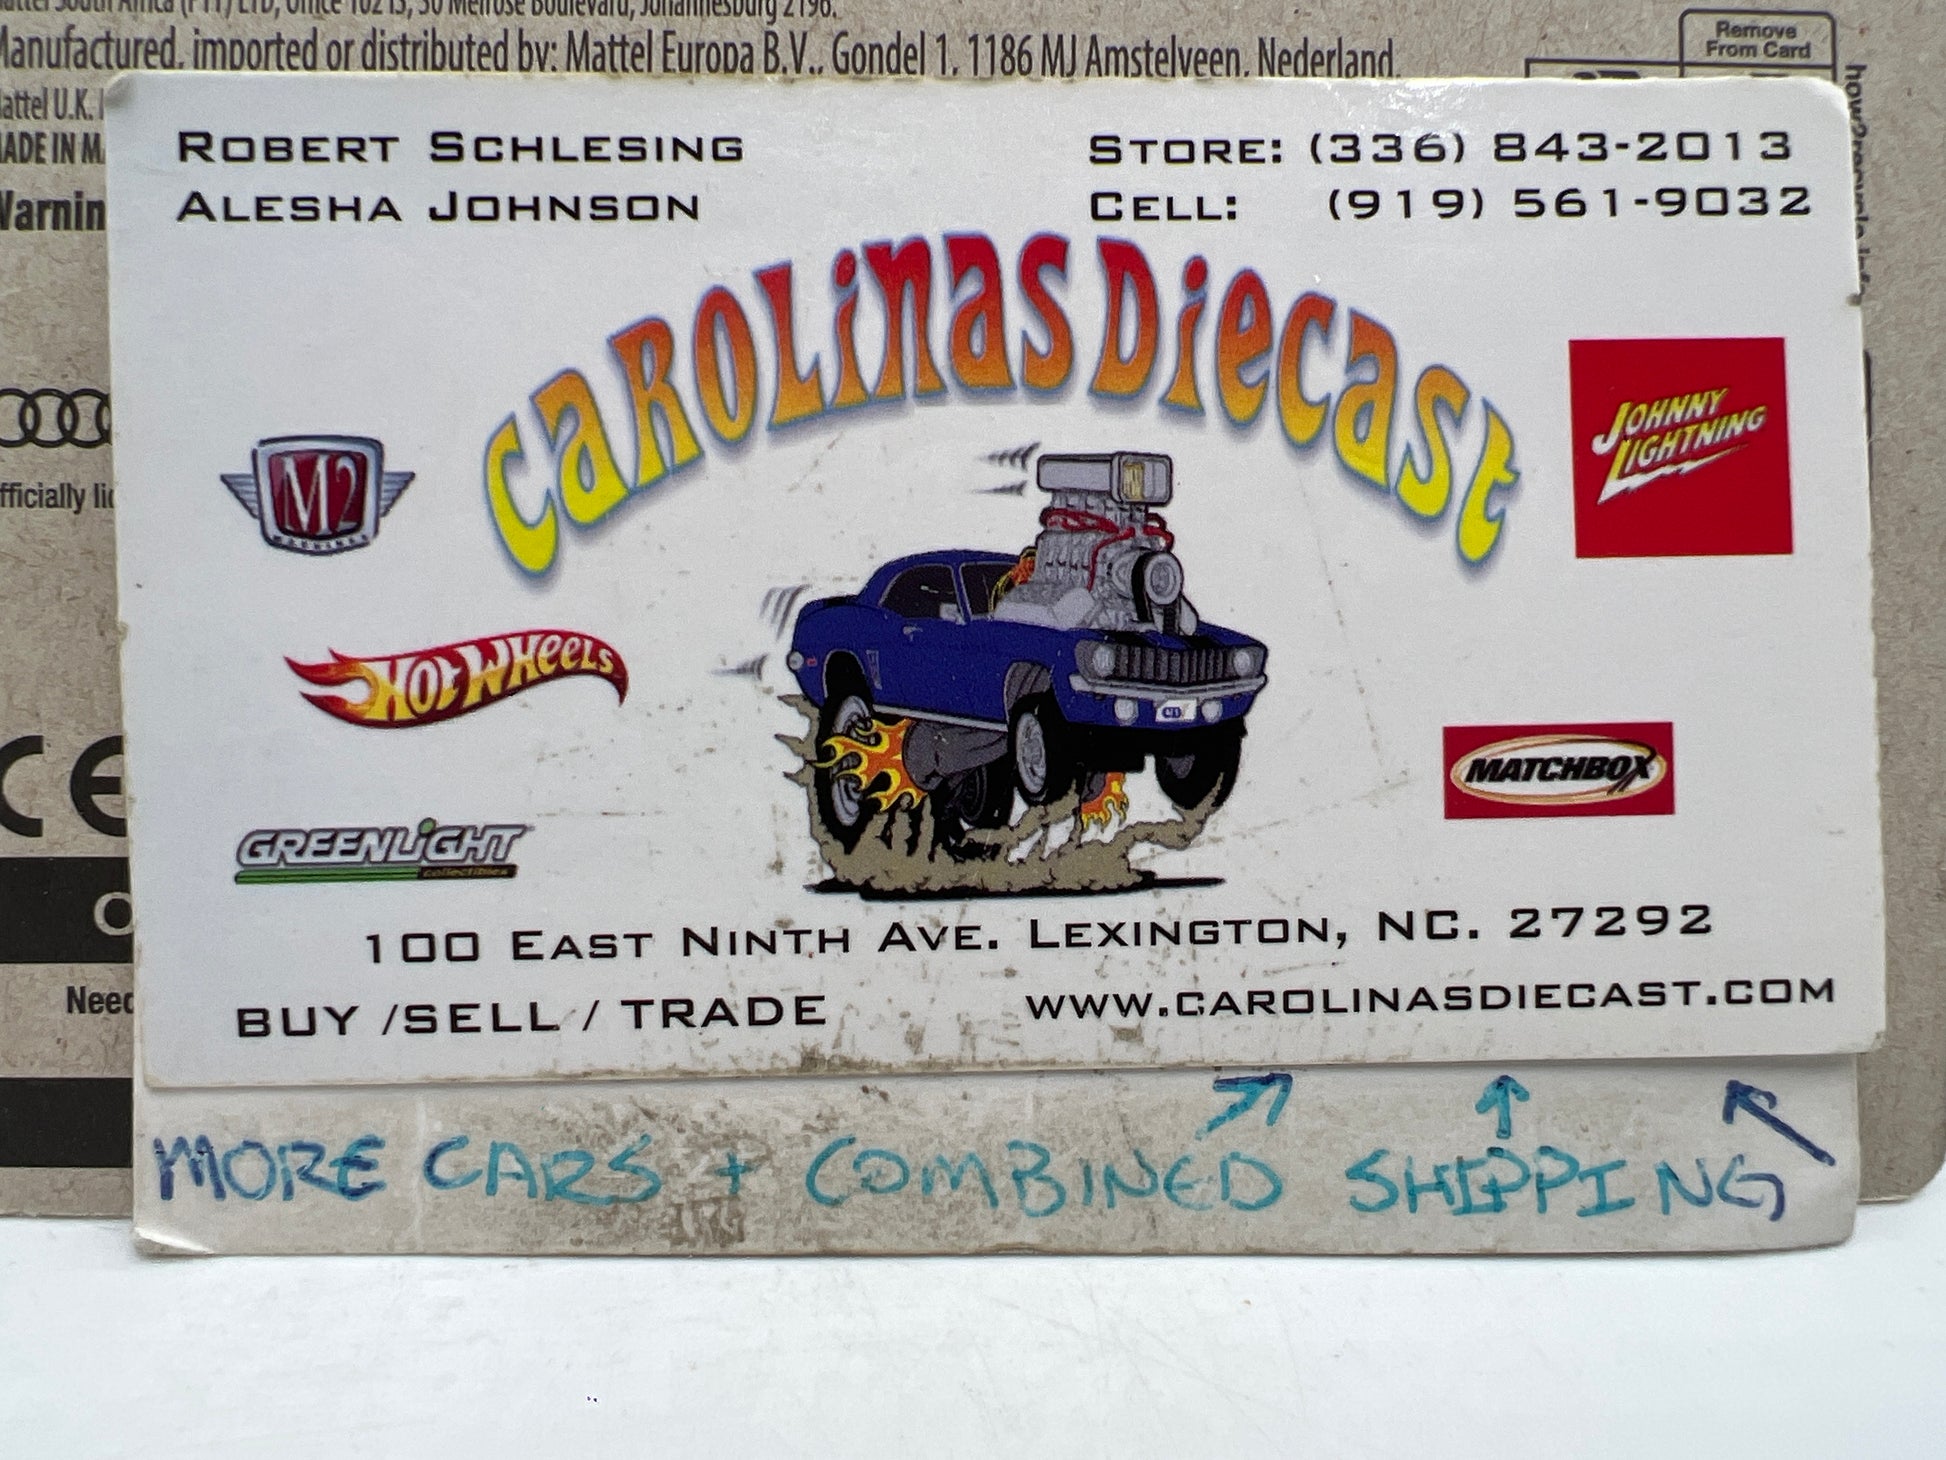 Manufactured, imported or distributed by: Mattel Europa B.V., Gondel 1, 1186 MJ Amstelveen, Nederland.
Remove
From Card
ROBERT SCHLESING
ALESHA JOHNSON
STORE: (336) 843-2013
CELL: (919) 561-9032
CAROLINAS DIECAST
M2
MACHINES
JOHNNY
LIGHTNING
HOT WHEELS
MATCHBOX
GREENLIGHT
collectibles
100 EAST NINTH AVE. LEXINGTON, NC. 27292
BUY /SELL / TRADE
WWW.CAROLINASDIECAST.COM
MORE CARS + COMBINED SHIPPING